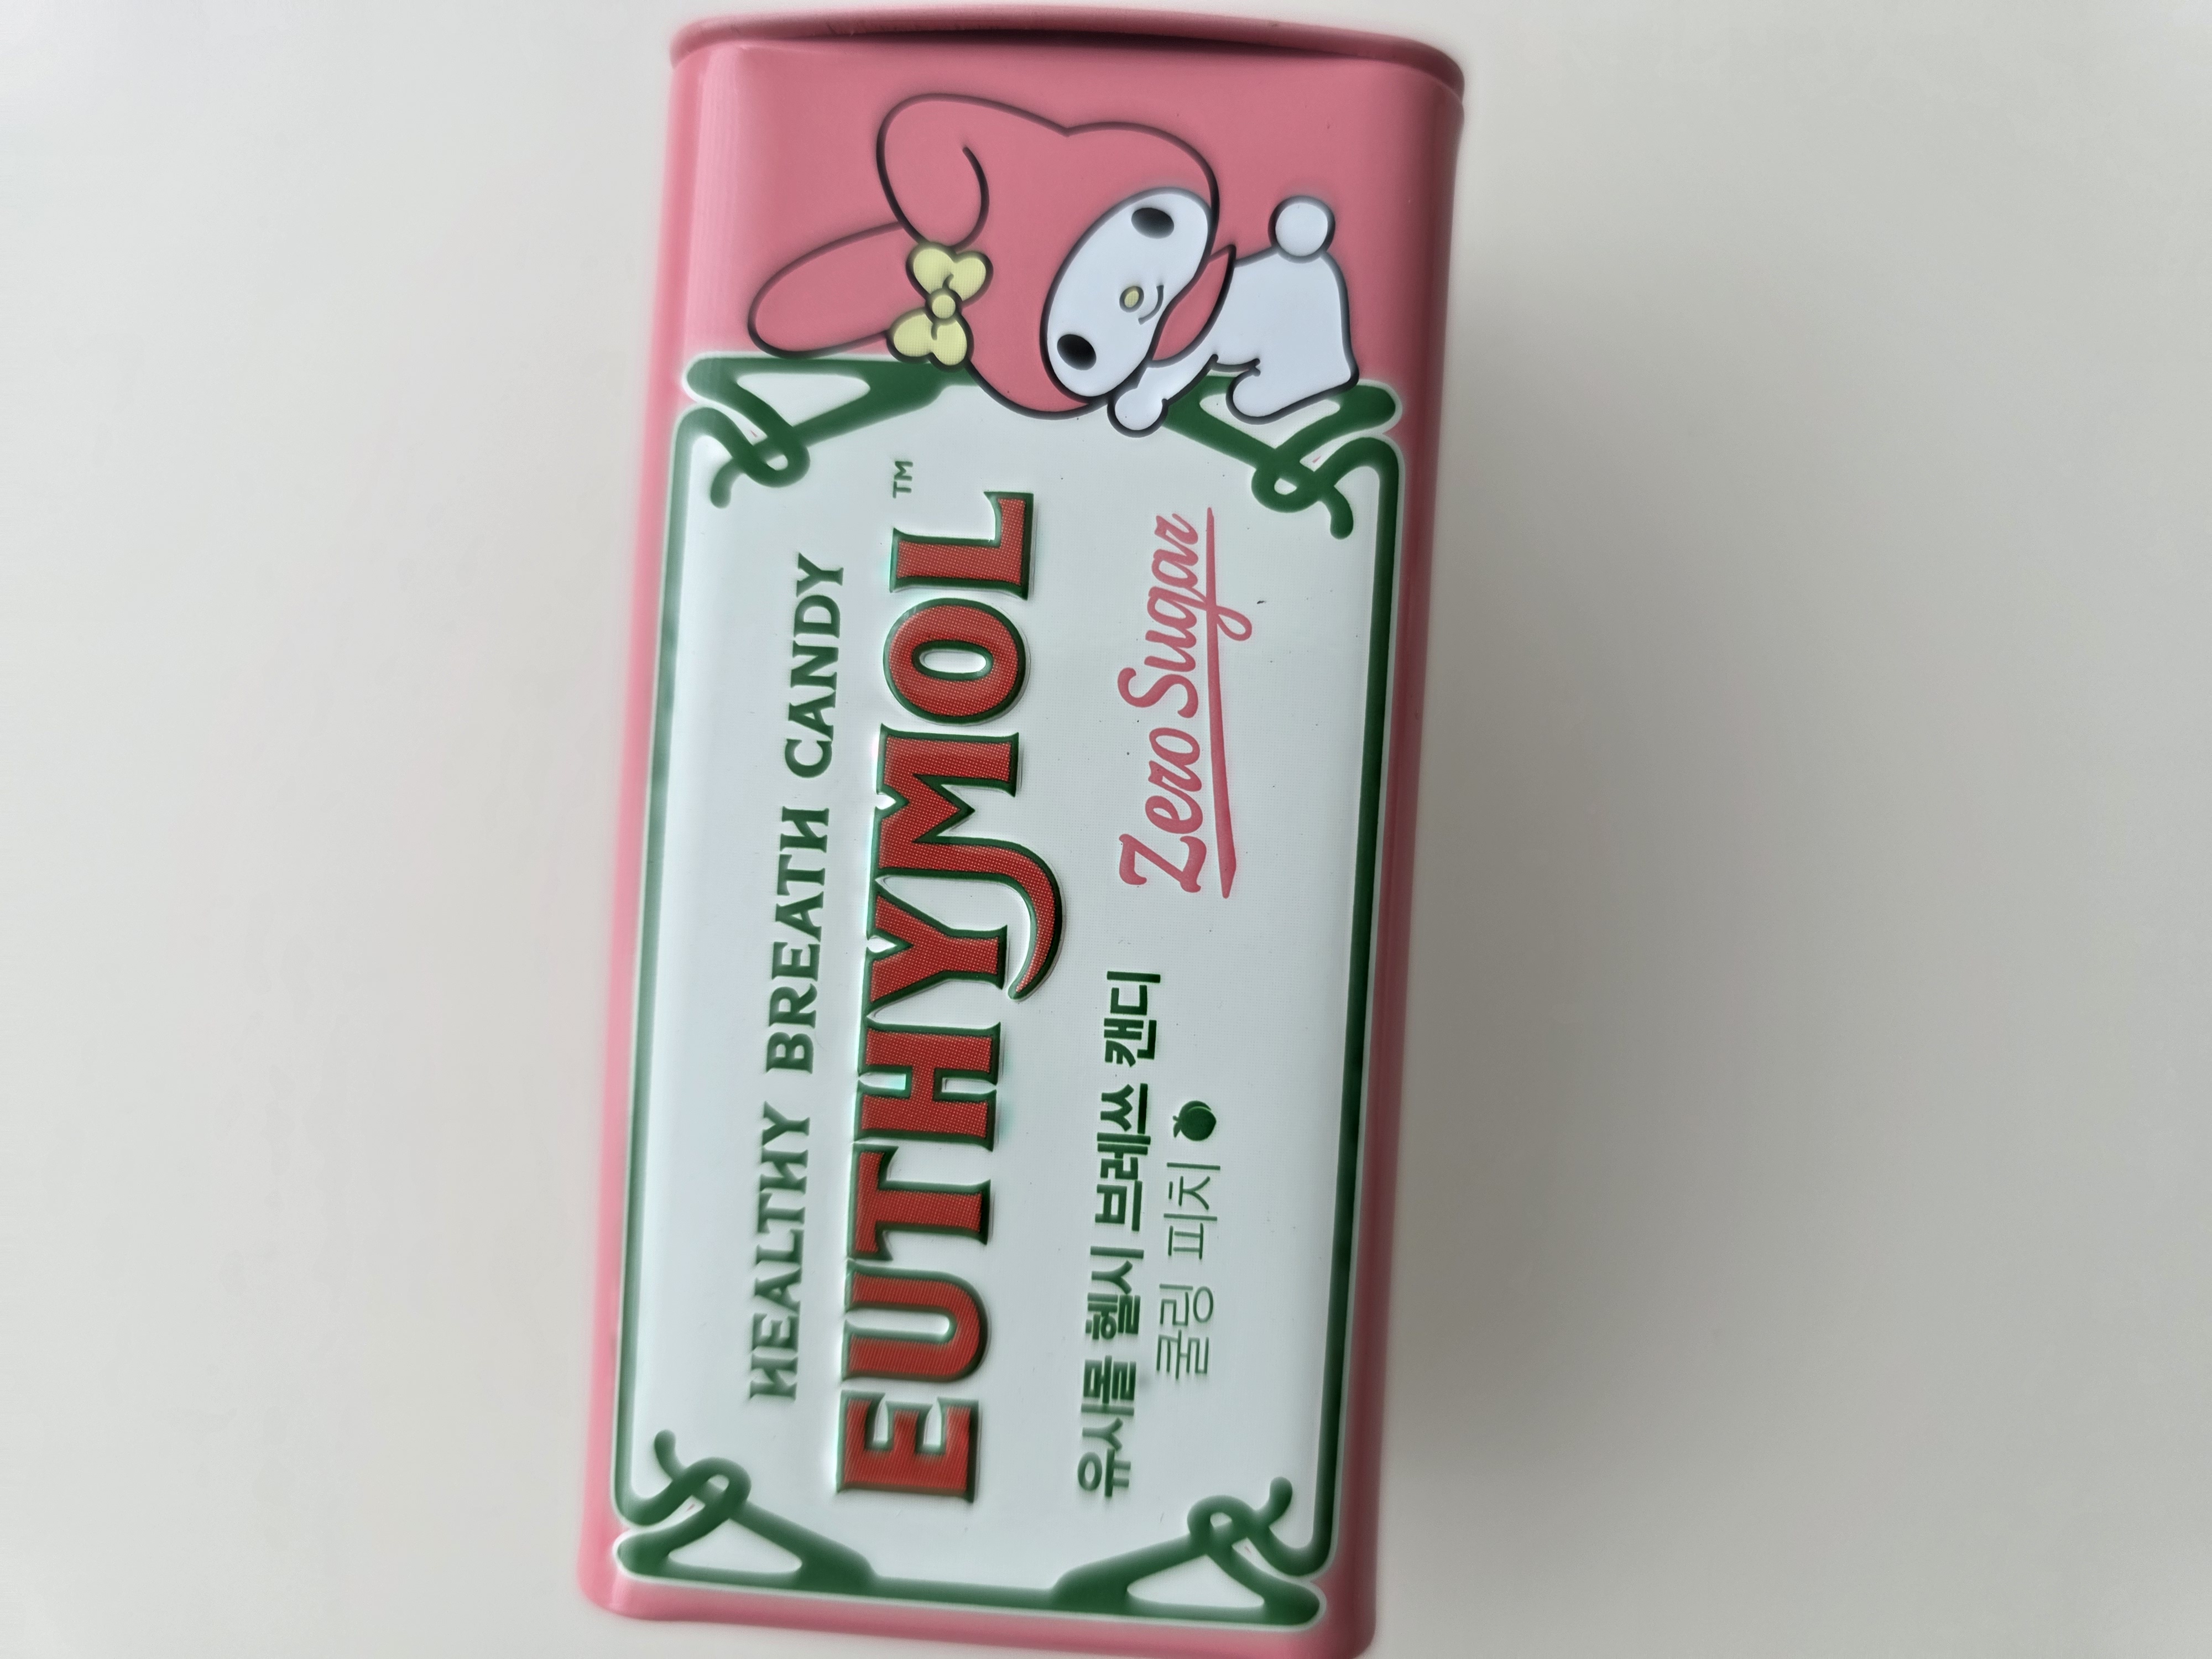 HEALTHY BREATH CANDY
EUTHYMOL™
유시몰 헬시 브레쓰 캔디
쿨링 피치
Zero Sugar